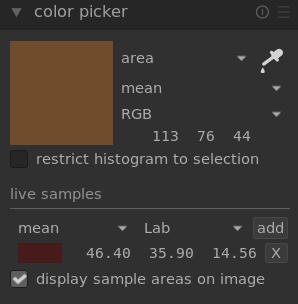 color picker
area
mean
RGB
113 76 44
restrict histogram to selection
live samples
mean Lab add
46.40 35.90 14.56 X
display sample areas on image